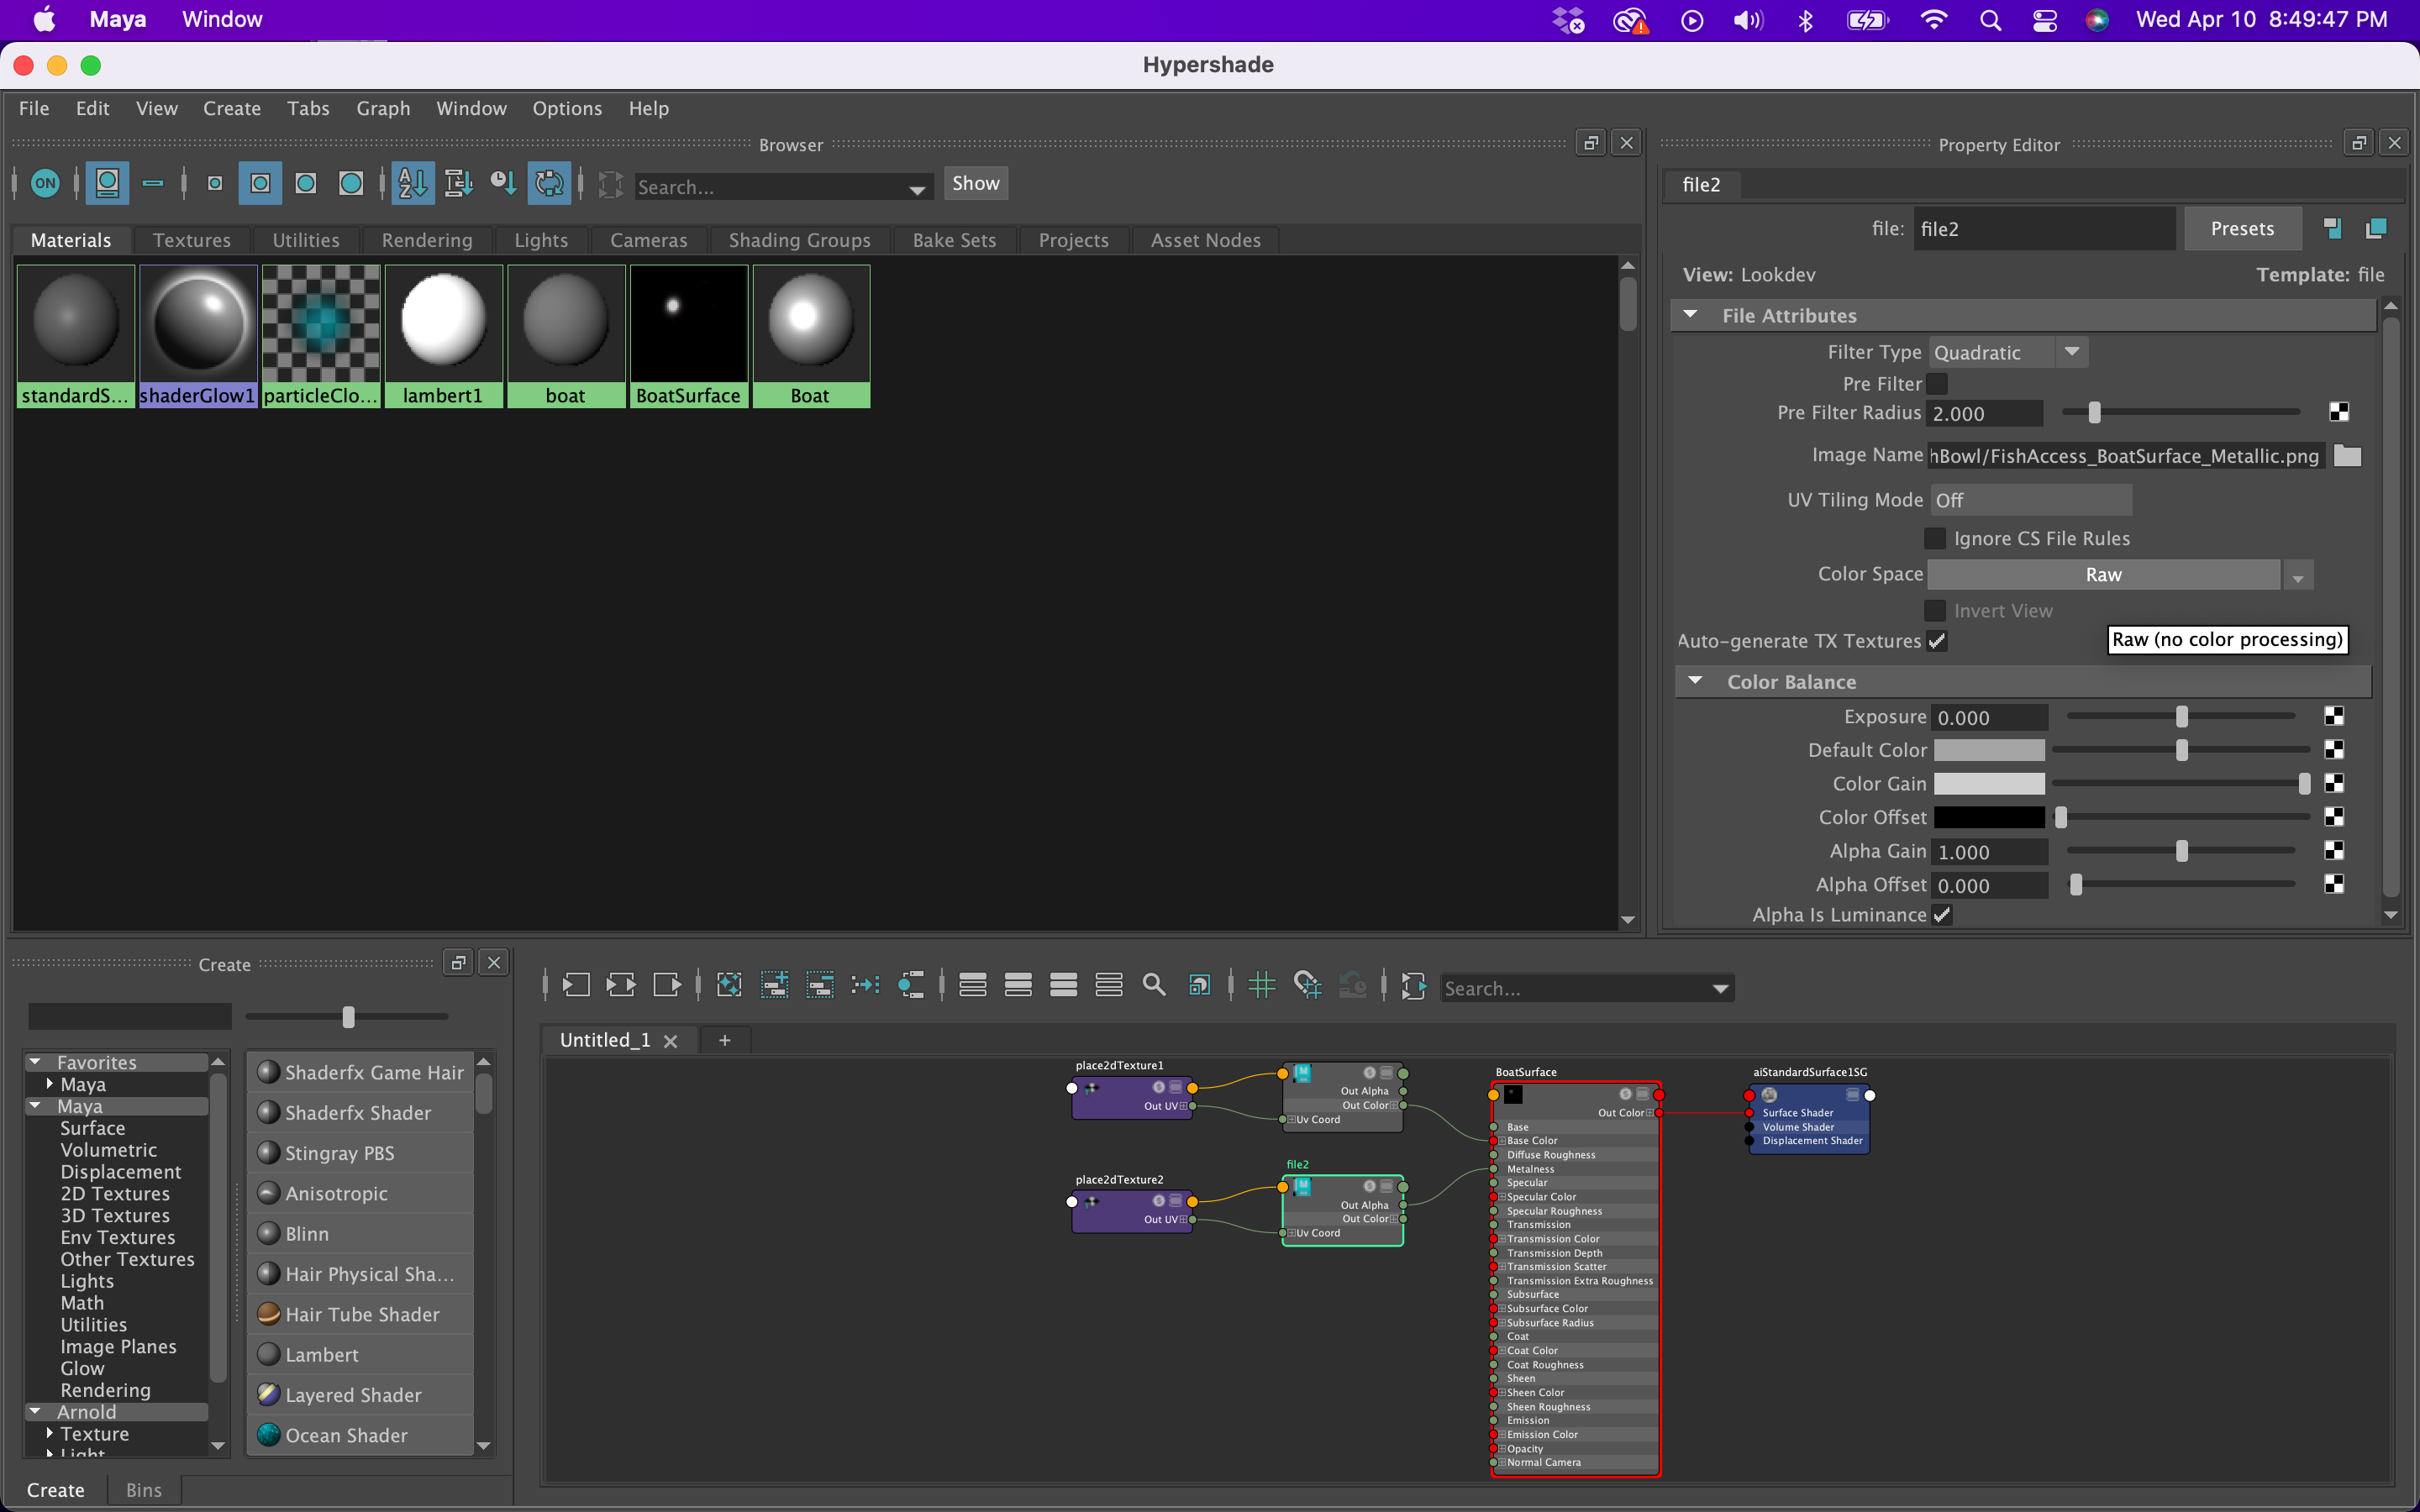 Maya Window Wed Apr 10 8:49:47 PM
Hypershade
File Edit View Create Tabs Graph Window Options Help
Browser
ON Search... Show
Materials Textures Utilities Rendering Lights Cameras Shading Groups Bake Sets Projects Asset Nodes
standardS... shaderGlow1 particleClo... lambert1 boat BoatSurface Boat
Property Editor
file2
file: file2 Presets
View: Lookdev Template: file
File Attributes
Filter Type Quadratic
Pre Filter
Pre Filter Radius 2.000
Image Name hBowl/FishAccess_BoatSurface_Metallic.png
UV Tiling Mode Off
Ignore CS File Rules
Color Space Raw
Invert View
Auto-generate TX Textures
Raw (no color processing)
Color Balance
Exposure 0.000
Default Color
Color Gain
Color Offset
Alpha Gain 1.000
Alpha Offset 0.000
Alpha Is Luminance
Create
Favorites
Maya
Maya
Surface
Volumetric
Displacement
2D Textures
3D Textures
Env Textures
Other Textures
Lights
Math
Utilities
Image Planes
Glow
Rendering
Arnold
Texture
Light
Shaderfx Game Hair
Shaderfx Shader
Stingray PBS
Anisotropic
Blinn
Hair Physical Sha...
Hair Tube Shader
Lambert
Layered Shader
Ocean Shader
Create Bins
Search...
Untitled_1 +
place2dTexture1
Out UV
Out Alpha
Out Color
Uv Coord
place2dTexture2
Out UV
file2
Out Alpha
Out Color
Uv Coord
BoatSurface
Out Color
Base
Base Color
Diffuse Roughness
Metalness
Specular
Specular Color
Specular Roughness
Transmission
Transmission Color
Transmission Depth
Transmission Scatter
Transmission Extra Roughness
Subsurface
Subsurface Color
Subsurface Radius
Coat
Coat Color
Coat Roughness
Sheen
Sheen Color
Sheen Roughness
Emission
Emission Color
Opacity
Normal Camera
aiStandardSurface1SG
Surface Shader
Volume Shader
Displacement Shader